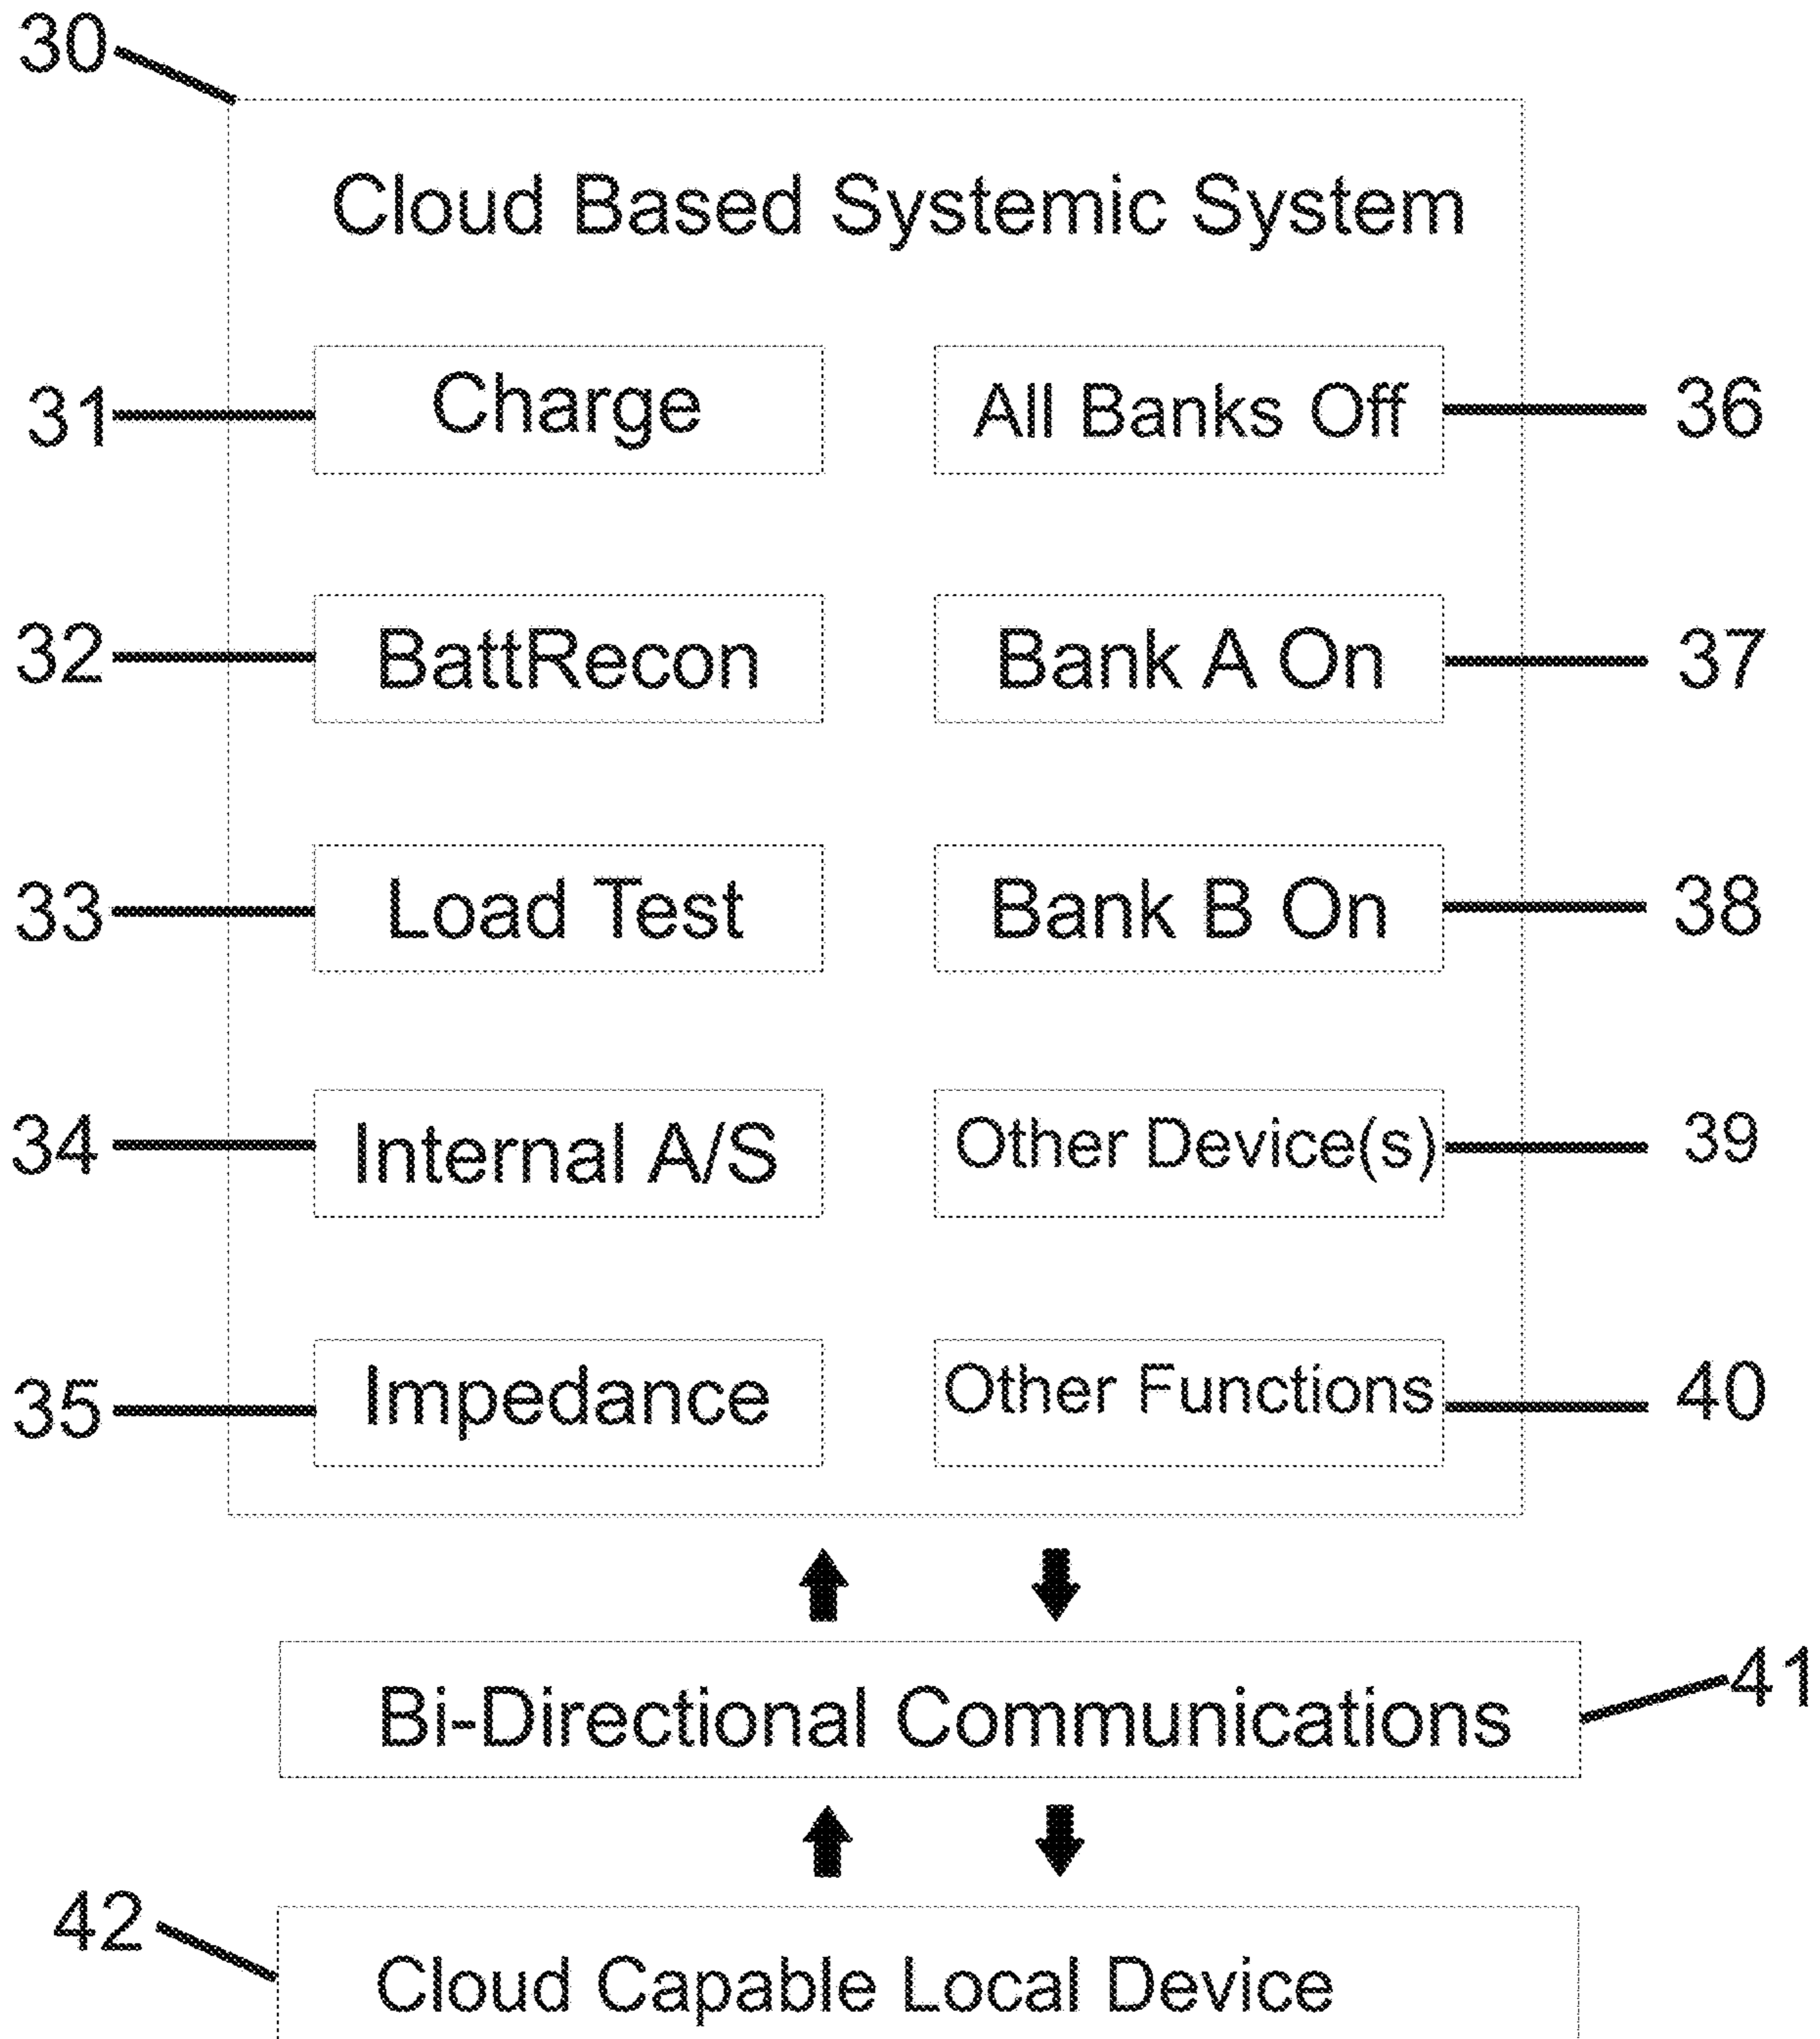 30
Cloud Based Systemic System
31 Charge All Banks Off 36
32 BattRecon Bank A On 37
33 Load Test Bank B On 38
34 Internal A/S Other Device(s) 39
35 Impedance Other Functions 40
Bi-Directional Communications 41
42
Cloud Capable Local Device